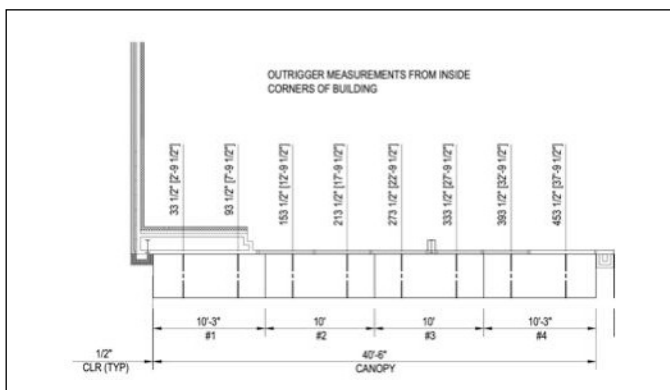 OUTRIGGER MEASUREMENTS FROM INSIDE
CORNERS OF BUILDING
33 1/2" [2'-9 1/2"]
93 1/2" [7'-9 1/2"]
153 1/2" [12'-9 1/2"]
213 1/2" [17'-9 1/2"]
273 1/2" [22'-9 1/2"]
333 1/2" [27'-9 1/2"]
393 1/2" [32'-9 1/2"]
453 1/2" [37'-9 1/2"]
10'-3"
#1
10'
#2
10'
#3
10'-3"
#4
1/2"
CLR (TYP)
40'-6"
CANOPY